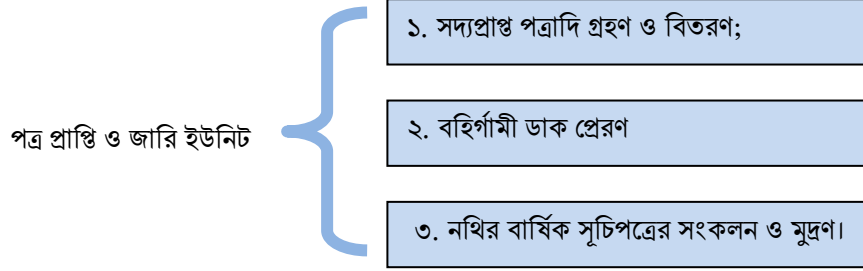 ১. সদ্যপ্রাপ্ত পত্রাদি গ্রহণ ও বিতরণ;
পত্র প্রাপ্তি ও জারি ইউনিট
২. বহির্গামী ডাক প্রেরণ
৩. নথির বার্ষিক সূচিপত্রের সংকলন ও মুদ্রণ।